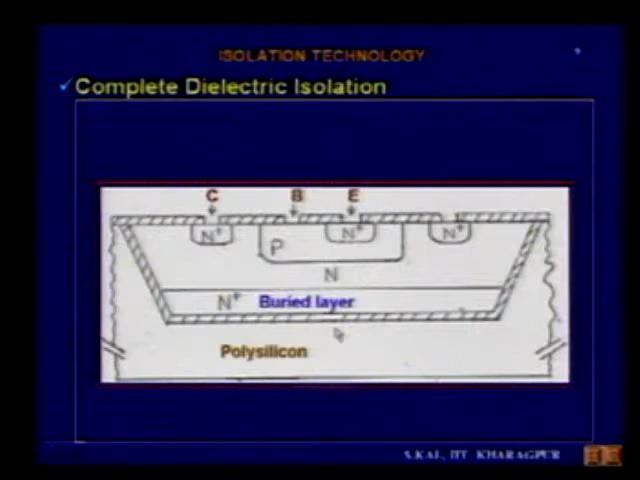 ISOLATION TECHNOLOGY
✓Complete Dielectric Isolation
C B E
N+ P N+ N+
N
N+ Buried layer
Polysilicon
S.KAL, IIT KHARAGPUR